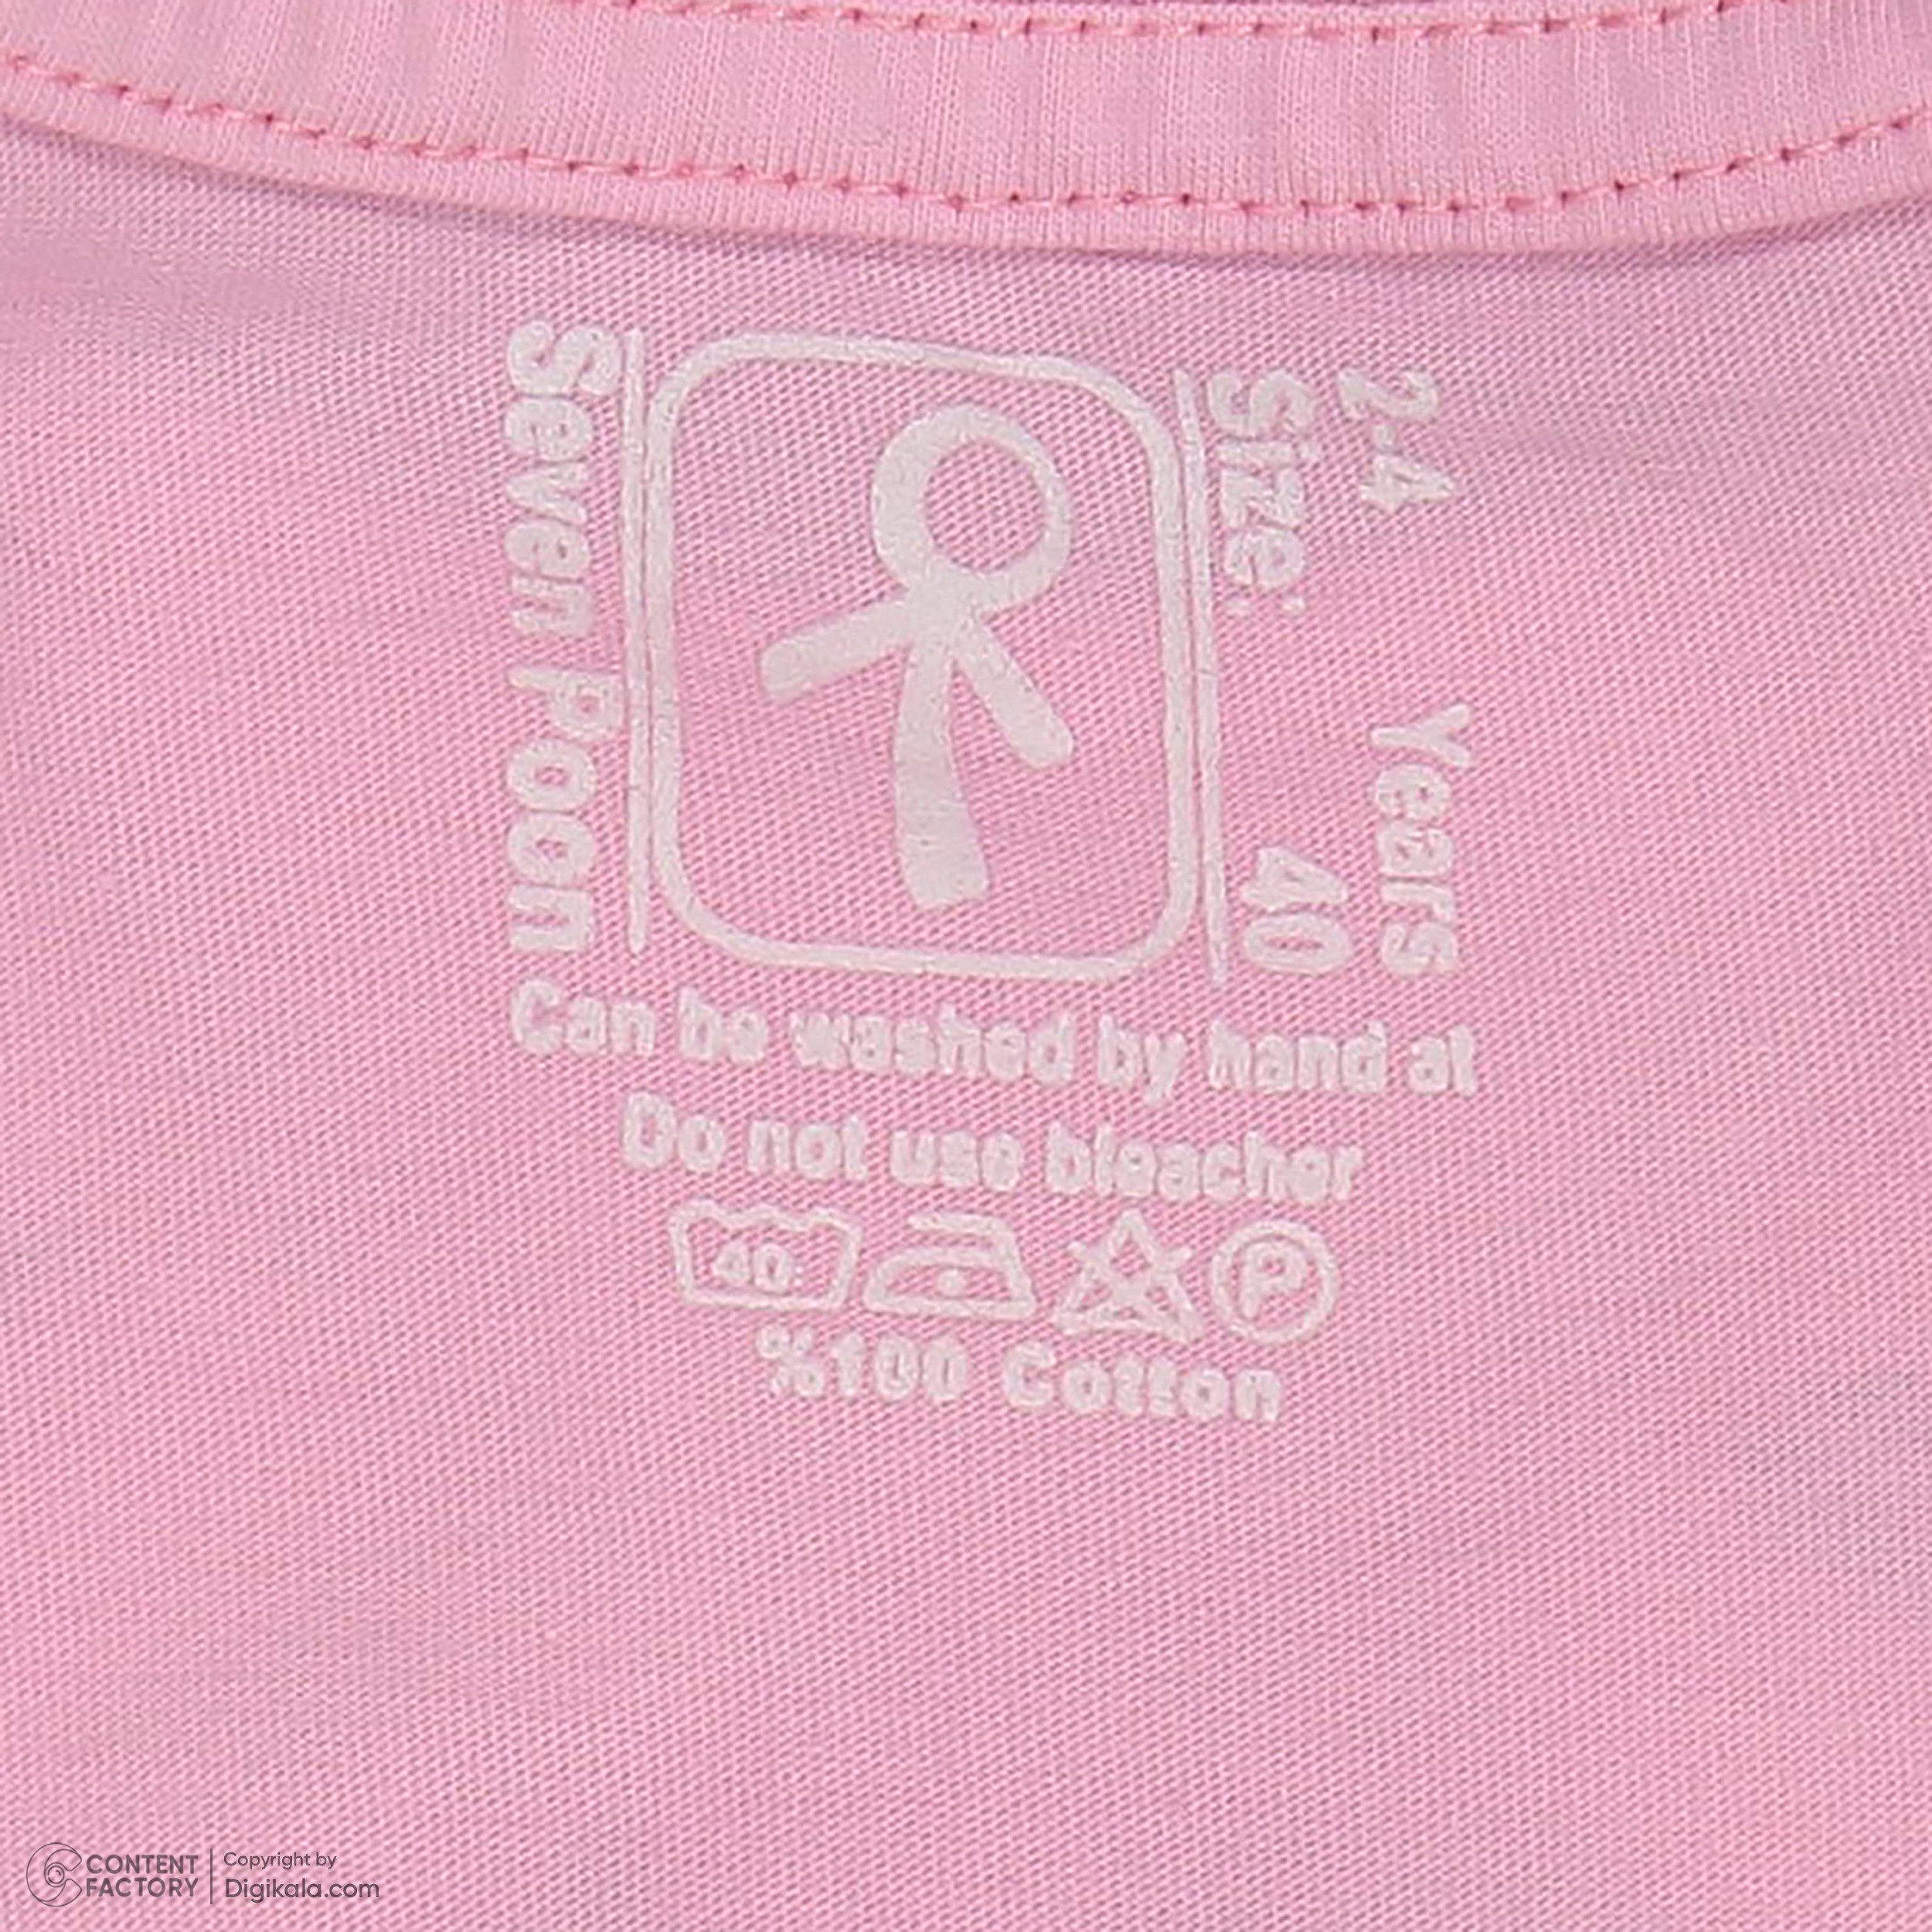 Seven Poon
Size: 40
2-4 Years
Can be washed by hand at
Do not use bleacher
40
P
%100 Cotton
CONTENT FACTORY
Copyright by
Digikala.com